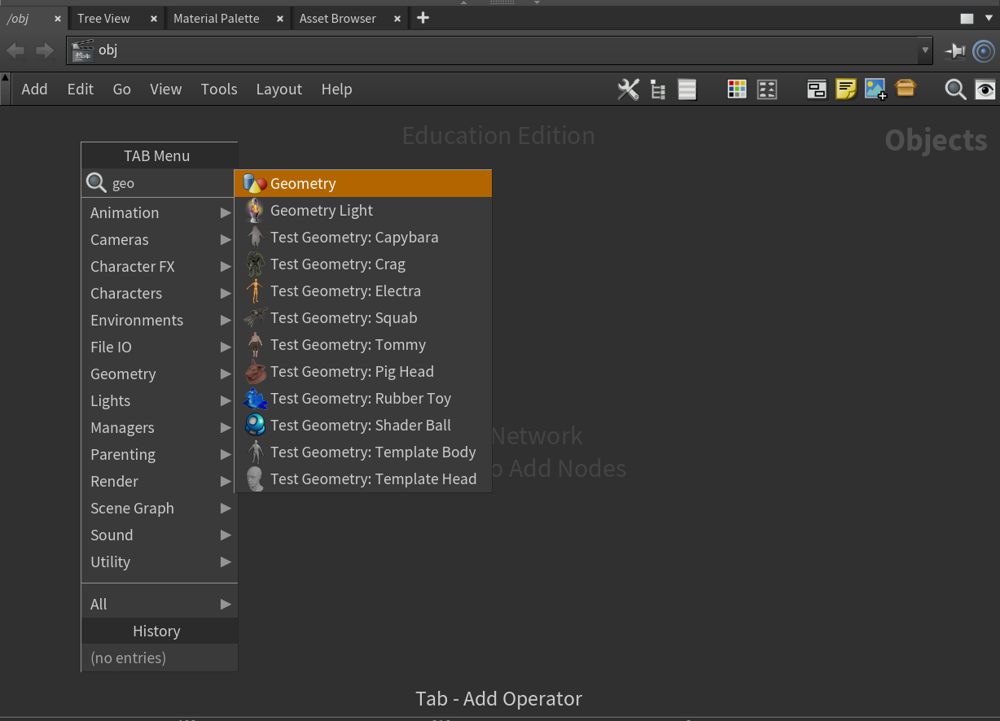 /obj
Tree View
Material Palette
Asset Browser
obj
Add Edit Go View Tools Layout Help
Education Edition
Objects
TAB Menu
geo
Animation
Cameras
Character FX
Characters
Environments
File IO
Geometry
Lights
Managers
Parenting
Render
Scene Graph
Sound
Utility
All
History
(no entries)
Geometry
Geometry Light
Test Geometry: Capybara
Test Geometry: Crag
Test Geometry: Electra
Test Geometry: Squab
Test Geometry: Tommy
Test Geometry: Pig Head
Test Geometry: Rubber Toy
Test Geometry: Shader Ball
Test Geometry: Template Body
Test Geometry: Template Head
Network
o Add Nodes
Tab - Add Operator